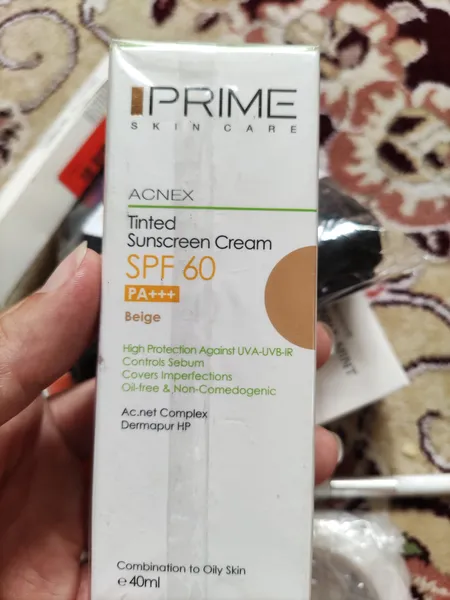 PRIME
SKIN CARE
ACNEX
Tinted
Sunscreen Cream
SPF 60
PA+++
Beige
High Protection Against UVA-UVB-IR
Controls Sebum
Covers Imperfections
Oil-free & Non-Comedogenic
Ac.net Complex
Dermapur HP
Combination to Oily Skin
e 40ml